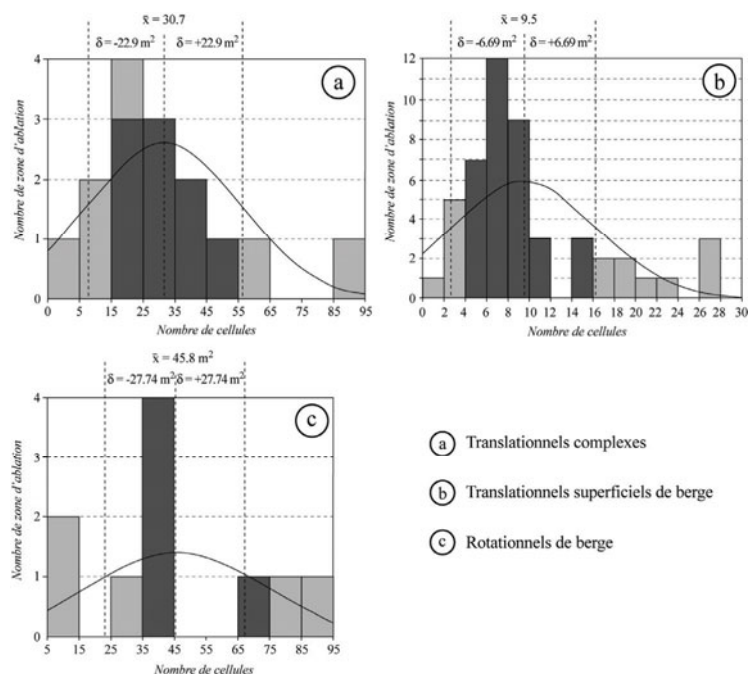 x̄ = 30.7
δ = -22.9 m² δ = +22.9 m²
a
Nombre de zone d'ablation
4
3
2
1
0
0 5 15 25 35 45 55 65 75 85 95
Nombre de cellules
x̄ = 9.5
δ = -6.69 m² δ = +6.69 m²
b
Nombre de zone d'ablation
12
10
8
6
4
2
0
0 2 4 6 8 10 12 14 16 18 20 22 24 26 28 30
Nombre de cellules
x̄ = 45.8 m²
δ = -27.74 m² δ = +27.74 m²
c
Nombre de zone d'ablation
4
3
2
1
0
5 15 25 35 45 55 65 75 85 95
Nombre de cellules
a Translationnels complexes
b Translationnels superficiels de berge
c Rotationnels de berge